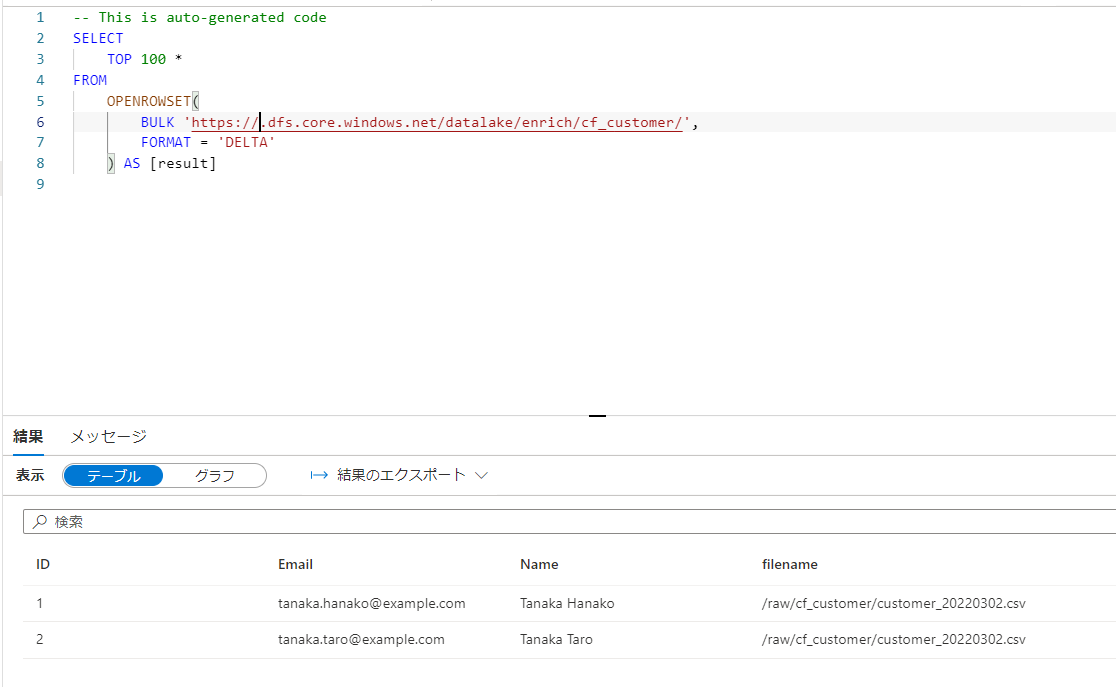 1 -- This is auto-generated code
2 SELECT
3 TOP 100 *
4 FROM
5 OPENROWSET(
6 BULK 'https://.dfs.core.windows.net/datalake/enrich/cf_customer/',
7 FORMAT = 'DELTA'
8 ) AS [result]
9
結果 メッセージ
表示 テーブル グラフ 結果のエクスポート
検索
ID Email Name filename
1 tanaka.hanako@example.com Tanaka Hanako /raw/cf_customer/customer_20220302.csv
2 tanaka.taro@example.com Tanaka Taro /raw/cf_customer/customer_20220302.csv